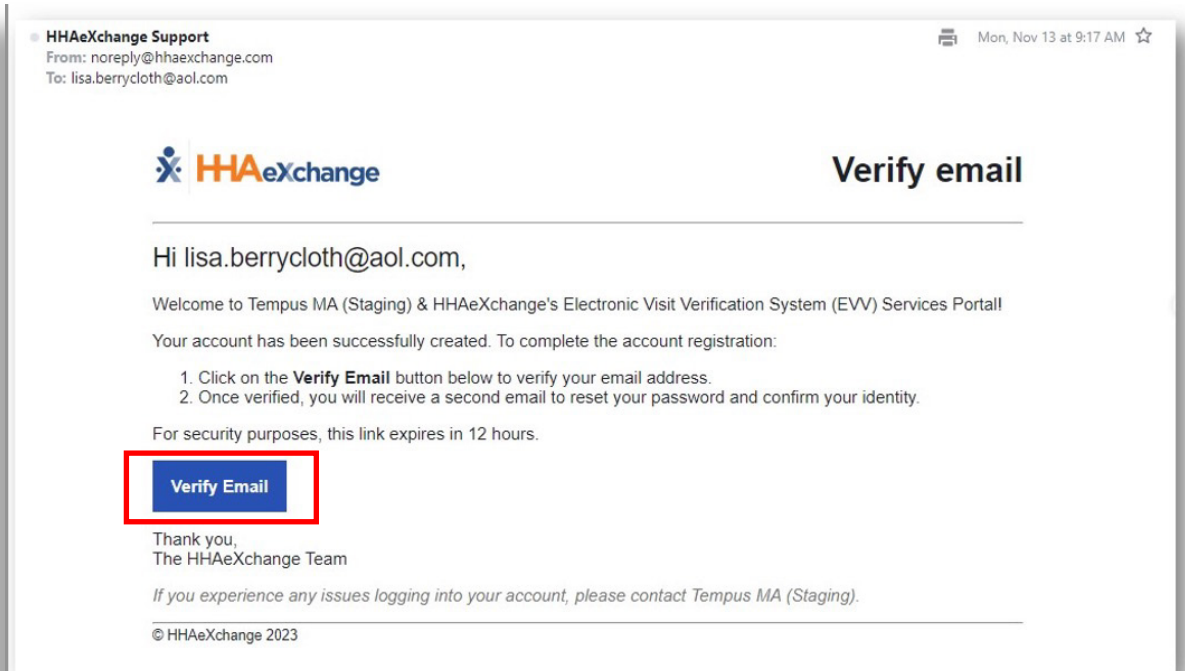 HHAeXchange Support
Mon, Nov 13 at 9:17 AM
From: noreply@hhaexchange.com
To: lisa.berrycloth@aol.com
HHAeXchange
Verify email
Hi lisa.berrycloth@aol.com,
Welcome to Tempus MA (Staging) & HHAeXchange's Electronic Visit Verification System (EVV) Services Portal!
Your account has been successfully created. To complete the account registration:
1. Click on the Verify Email button below to verify your email address.
2. Once verified, you will receive a second email to reset your password and confirm your identity.
For security purposes, this link expires in 12 hours.
Verify Email
Thank you,
The HHAeXchange Team
If you experience any issues logging into your account, please contact Tempus MA (Staging).
© HHAeXchange 2023